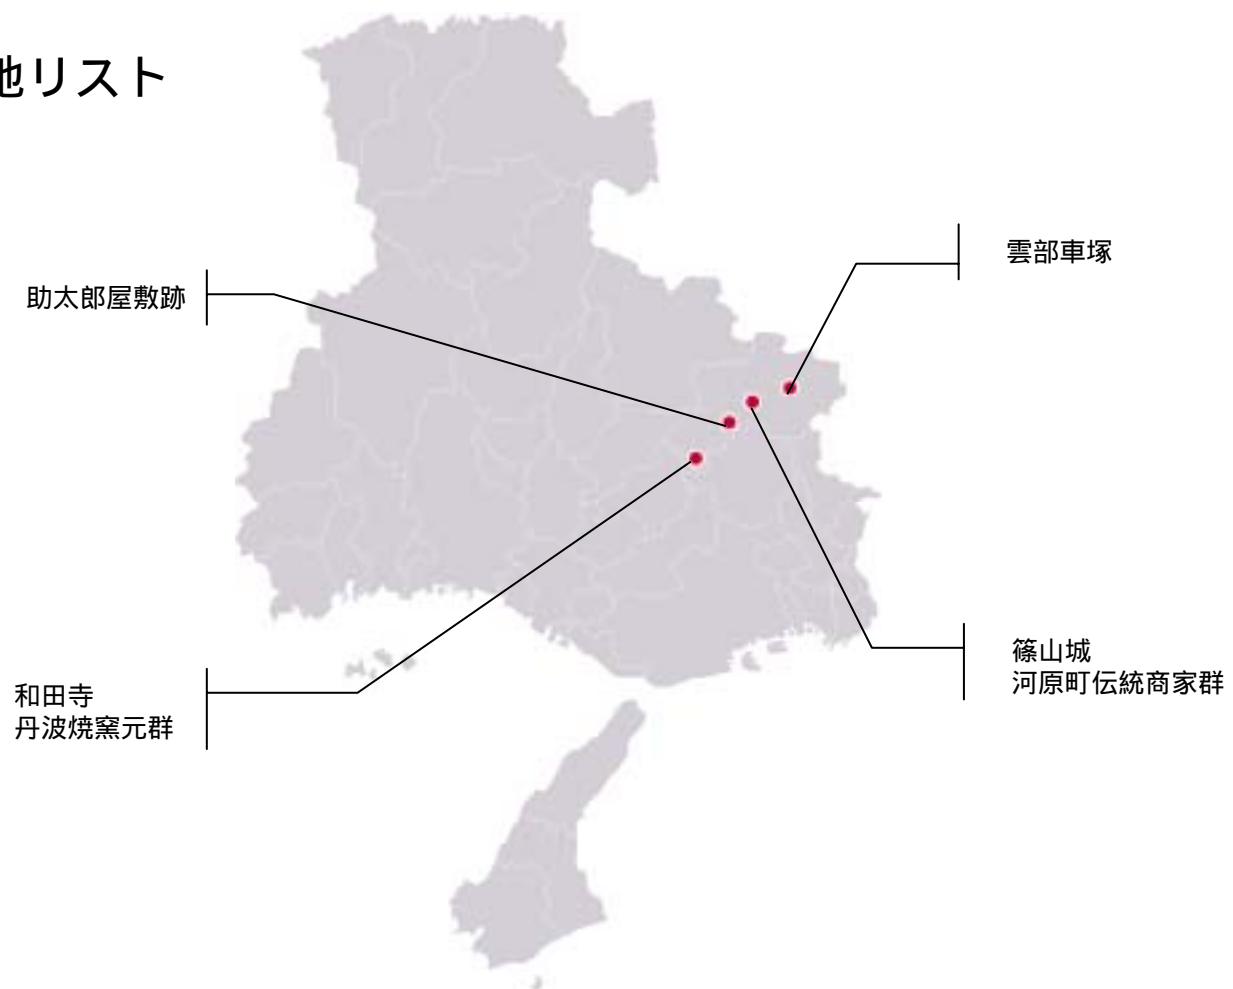 地リスト
雲部車塚
助太郎屋敷跡
篠山城
河原町伝統商家群
和田寺
丹波焼窯元群